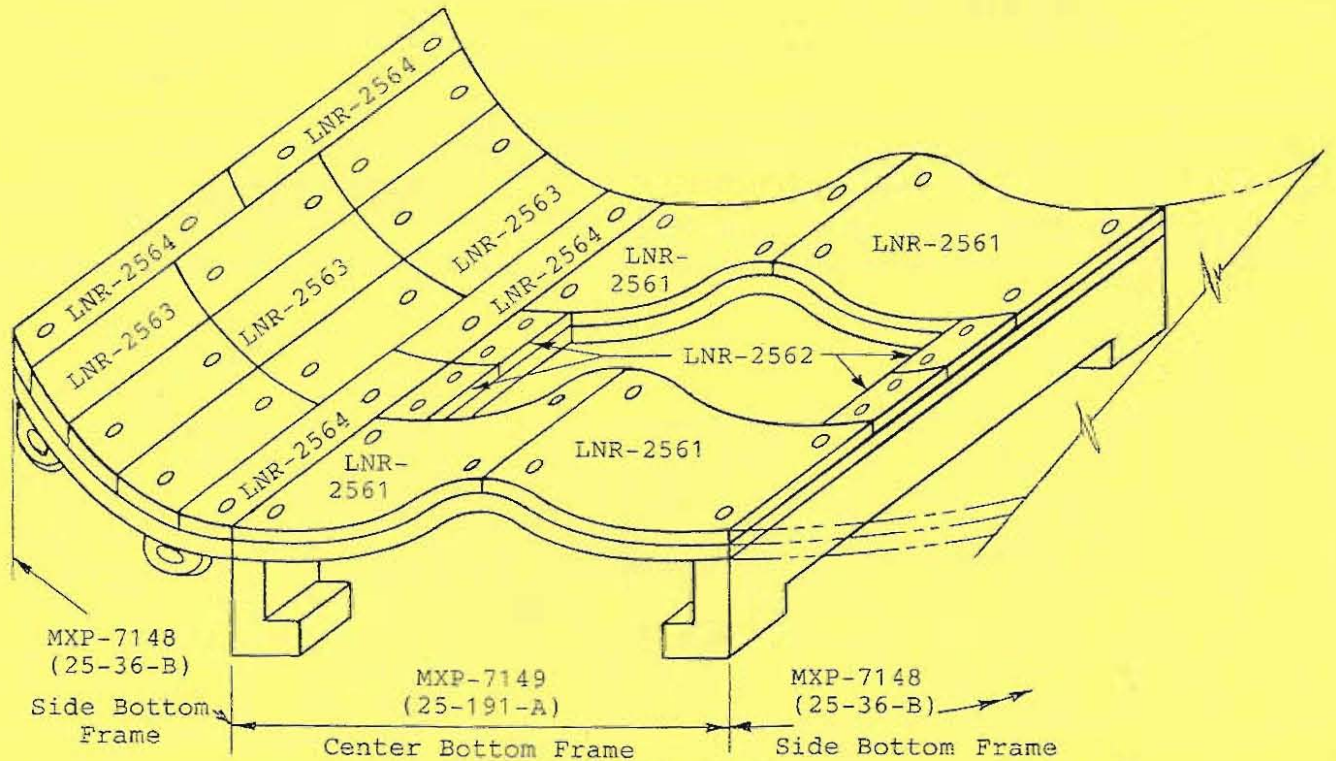 LNR-2564
LNR-2564
LNR-2563
LNR-2563
LNR-2563
LNR-2564
LNR-2564
LNR-
2561
LNR-2561
LNR-2562
LNR-
2561
LNR-2561
MXP-7148
(25-36-B)
Side Bottom
Frame
MXP-7149
(25-191-A)
Center Bottom Frame
MXP-7148
(25-36-B)
Side Bottom Frame